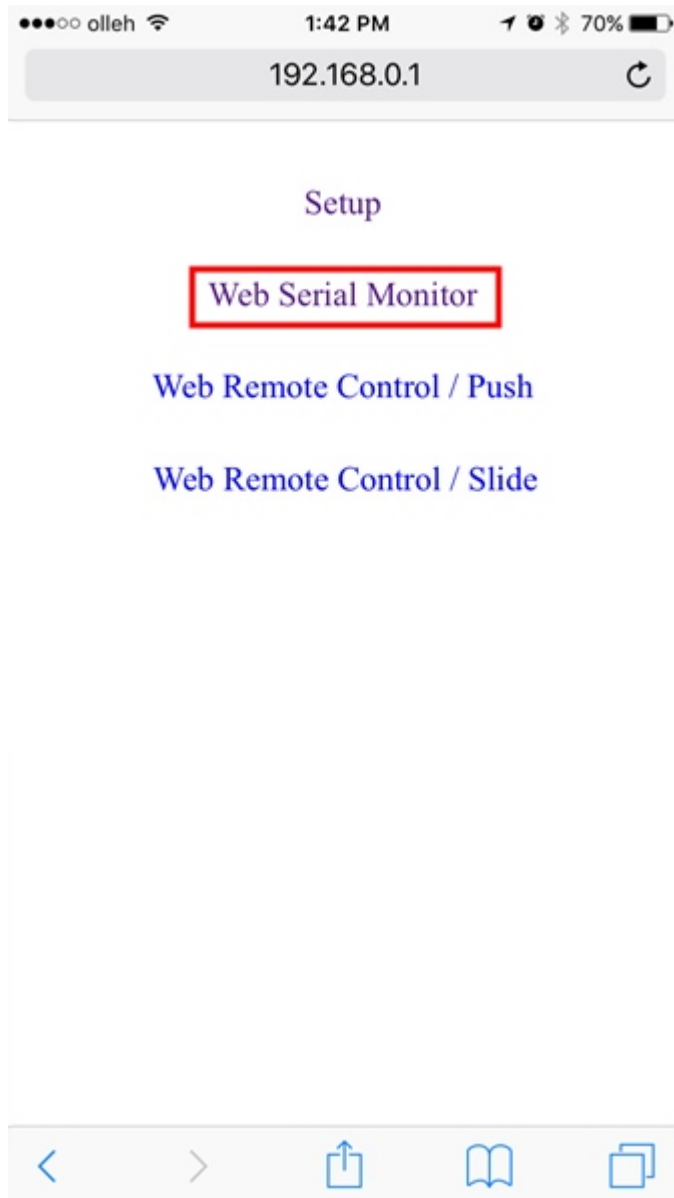 olleh 1:42 PM 70%
192.168.0.1
Setup
Web Serial Monitor
Web Remote Control / Push
Web Remote Control / Slide